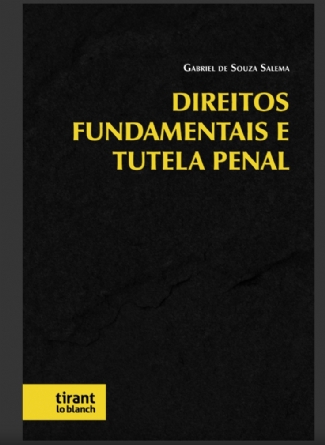 GABRIEL DE SOUZA SALEMA
DIREITOS
FUNDAMENTAIS E
TUTELA PENAL
tirant
lo blanch